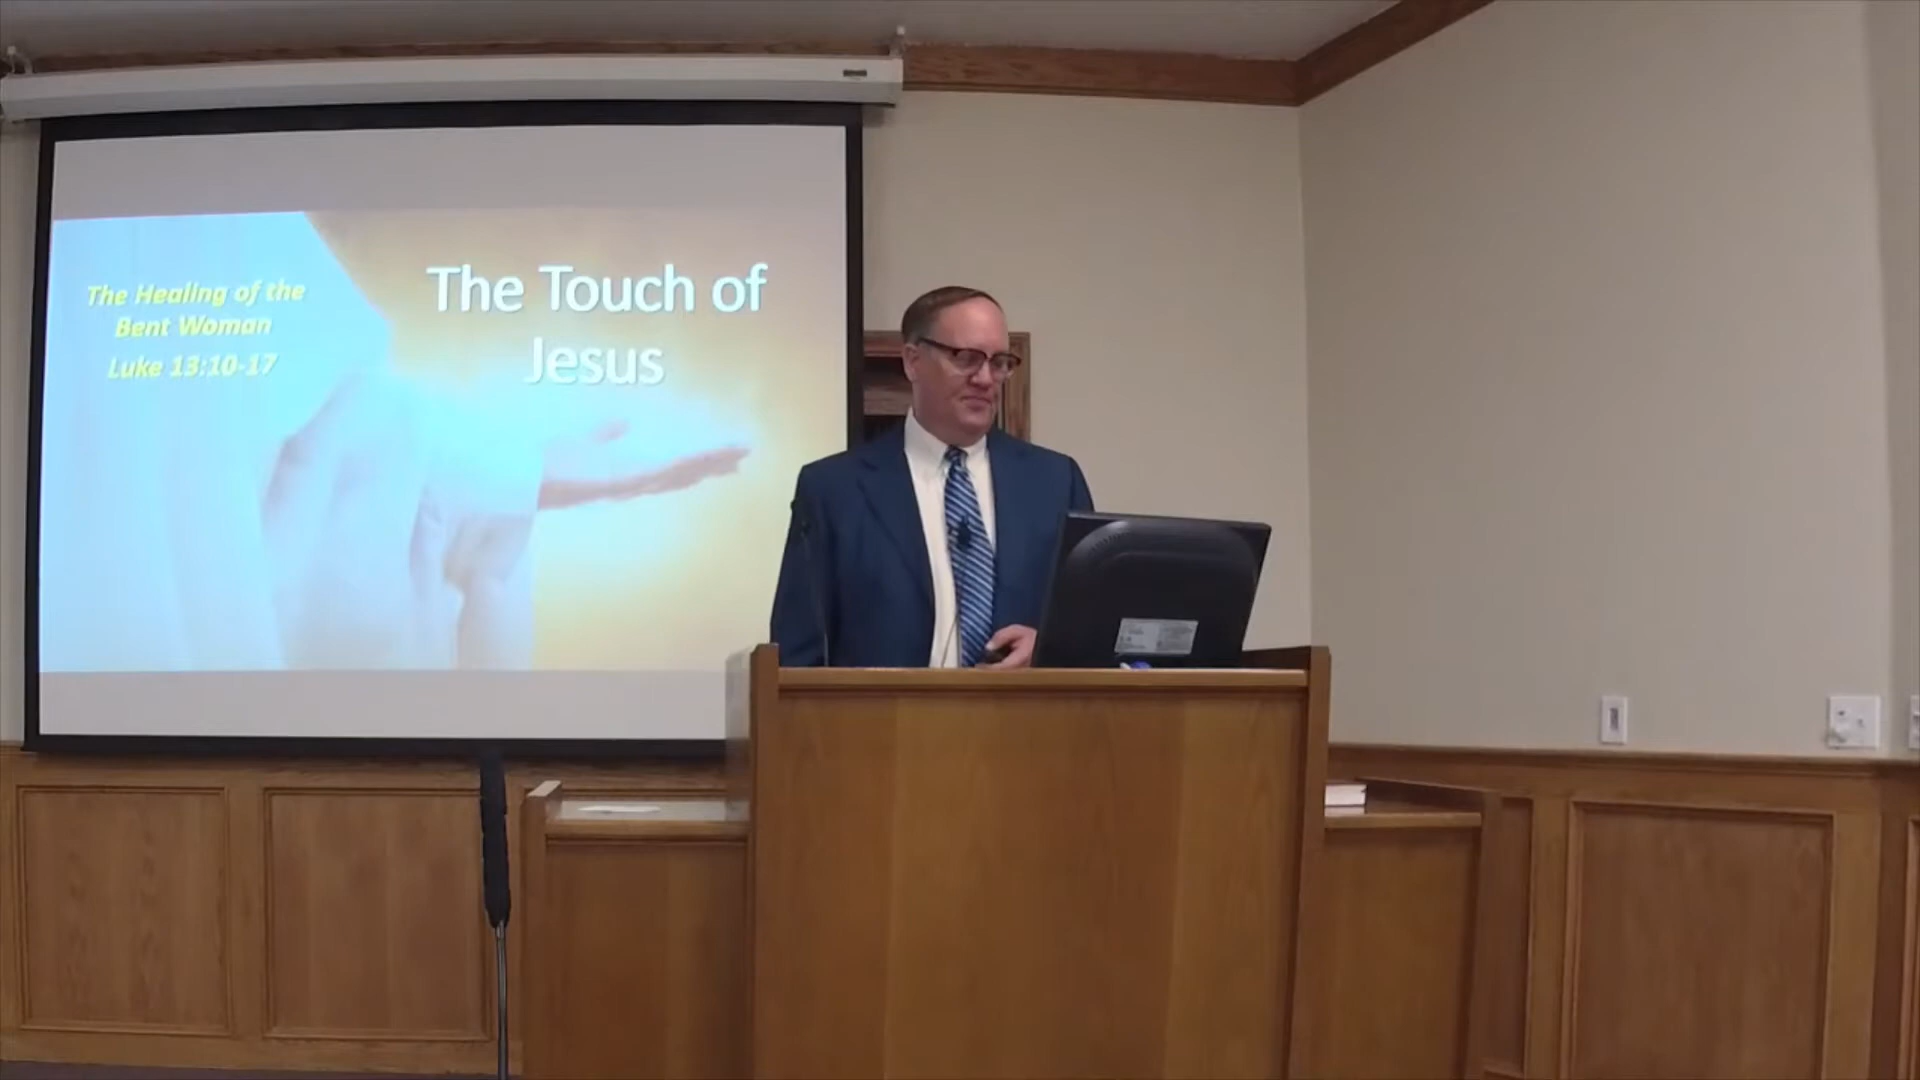 The Healing of the
Bent Woman
Luke 13:10-17
The Touch of
Jesus